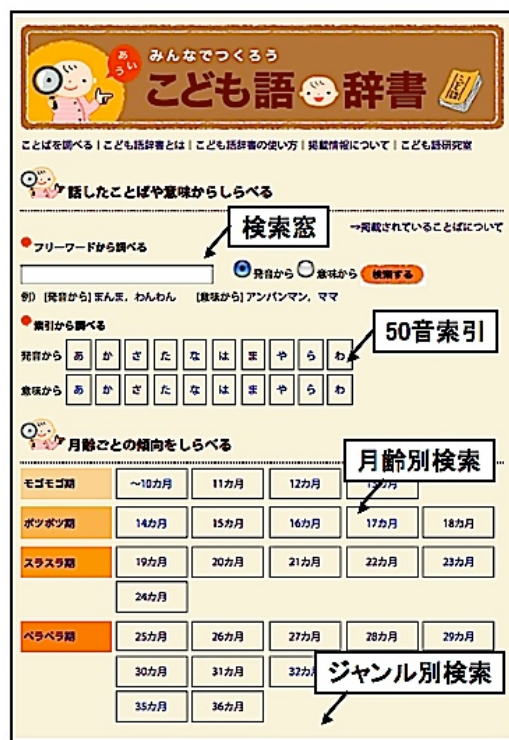 あいう
みんなでつくろう
こども語辞書
こども語
ことばを調べる | こども語辞書とは | こども語辞書の使い方 | 掲載情報について | こども語研究室
話したことばや意味からしらべる
検索窓
→掲載されていることばについて
フリーワードから調べる
発音から 意味から 検索する
例） [発音から] まんま，わんわん [意味から] アンパンマン，ママ
索引から調べる
50音索引
発音から あ か さ た な は ま や ら わ
意味から あ か さ た な は ま や ら わ
月齢ごとの傾向をしらべる
月齢別検索
モゴモゴ期 ～10カ月 11カ月 12カ月 13カ月
ポツポツ期 14カ月 15カ月 16カ月 17カ月 18カ月
スラスラ期 19カ月 20カ月 21カ月 22カ月 23カ月
24カ月
ペラペラ期 25カ月 26カ月 27カ月 28カ月 29カ月
30カ月 31カ月 32カ
ジャンル別検索
35カ月 36カ月